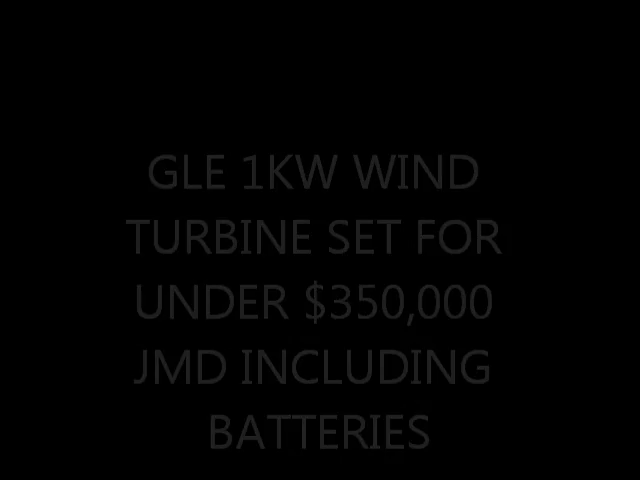 GLE 1KW WIND
TURBINE SET FOR
UNDER $350,000
JMD INCLUDING
BATTERIES